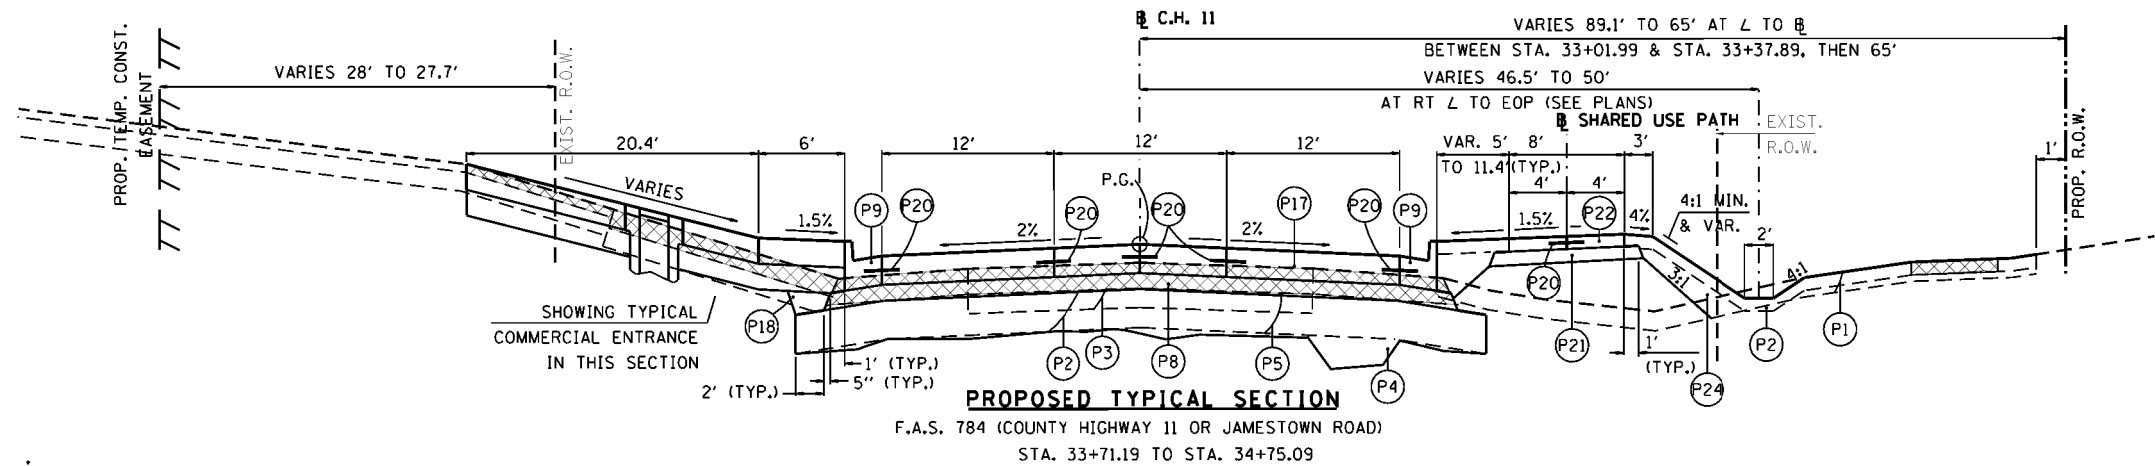 ℄ C.H. 11
VARIES 89.1' TO 65' AT ∠ TO ℄
BETWEEN STA. 33+01.99 & STA. 33+37.89, THEN 65'
VARIES 46.5' TO 50'
AT RT ∠ TO EOP (SEE PLANS)
℄ SHARED USE PATH
EXIST.
R.O.W.
PROP. TEMP. CONST.
EASEMENT
VARIES 28' TO 27.7'
EXIST. R.O.W.
20.4'
6'
12'
12'
12'
VAR. 5'
TO 11.4'(TYP.)
8'
3'
4'
4'
1'
PROP. R.O.W.
VARIES
1.5%
P9
P20
2%
P20
P.G.
P20
2%
P17
P20
P9
1.5%
P22
4%
4:1 MIN.
& VAR.
2'
4:1
3:1
P20
SHOWING TYPICAL
COMMERCIAL ENTRANCE
IN THIS SECTION
P18
P2
P3
P8
P5
P4
P21
1'
(TYP.)
P24
P2
P1
1' (TYP.)
5" (TYP.)
2' (TYP.)
PROPOSED TYPICAL SECTION
F.A.S. 784 (COUNTY HIGHWAY 11 OR JAMESTOWN ROAD)
STA. 33+71.19 TO STA. 34+75.09